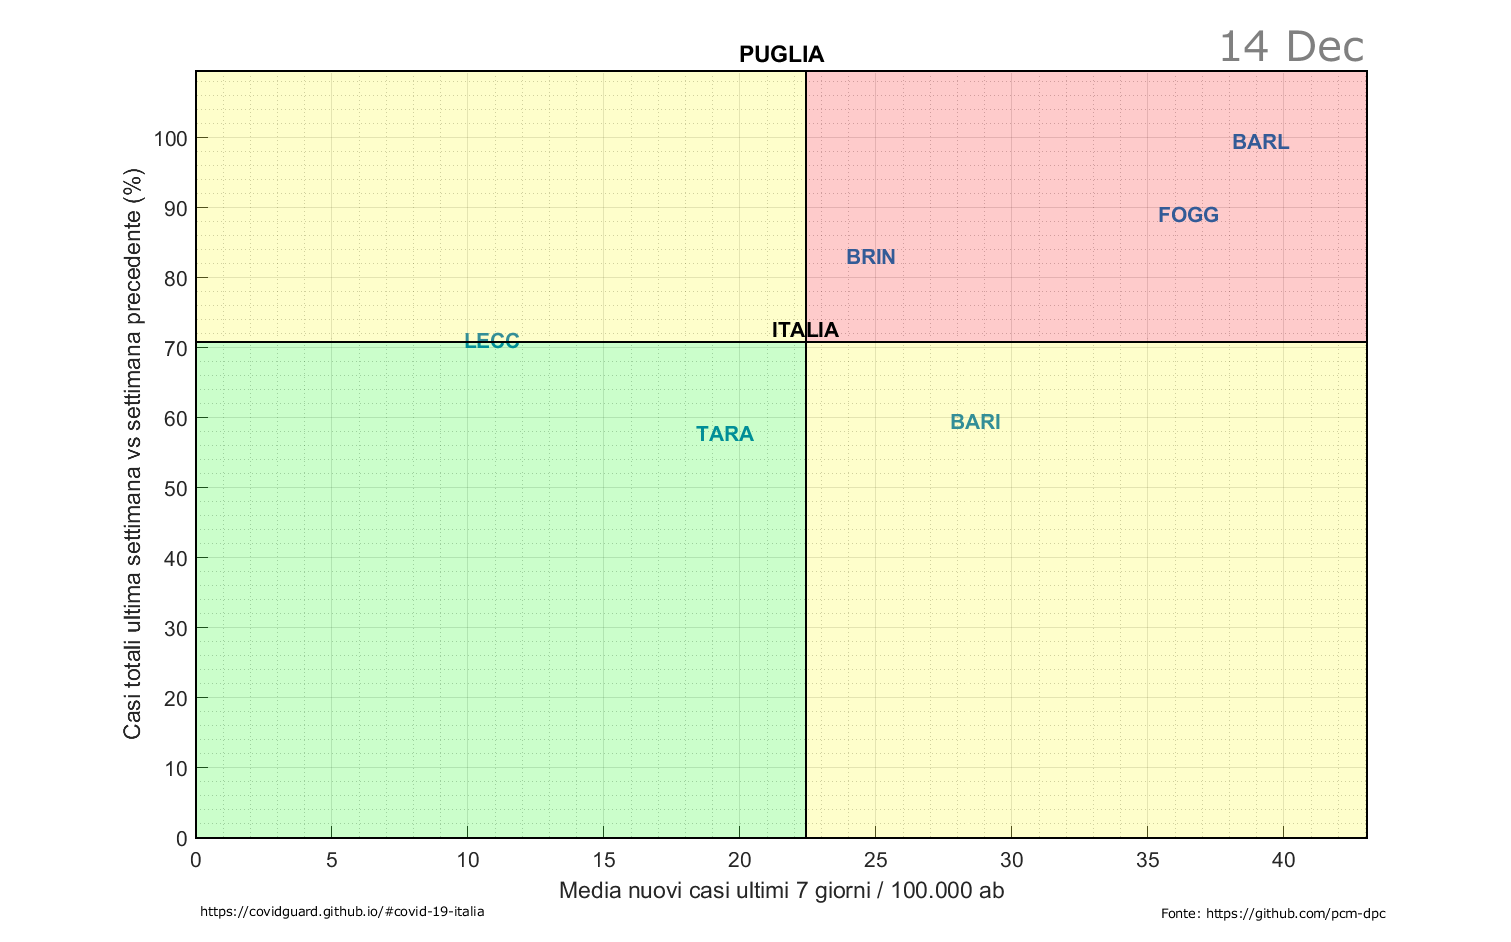 14 Dec
PUGLIA
Casi totali ultima settimana vs settimana precedente (%)
100
90
80
70
60
50
40
30
20
10
0
BARL
FOGG
BRIN
ITALIA
LECC
BARI
TARA
0 5 10 15 20 25 30 35 40
Media nuovi casi ultimi 7 giorni / 100.000 ab
https://covidguard.github.io/#covid-19-italia
Fonte: https://github.com/pcm-dpc